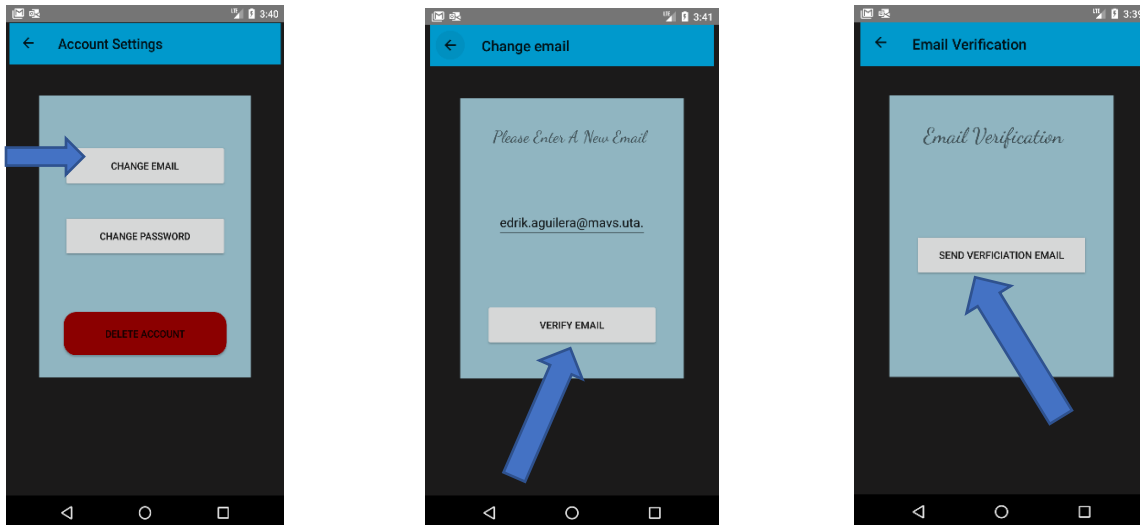 3:40
Account Settings
CHANGE EMAIL
CHANGE PASSWORD
DELETE ACCOUNT
3:41
Change email
Please Enter A New Email
edrik.aguilera@mavs.uta.
VERIFY EMAIL
3:39
Email Verification
Email Verification
SEND VERFICIATION EMAIL